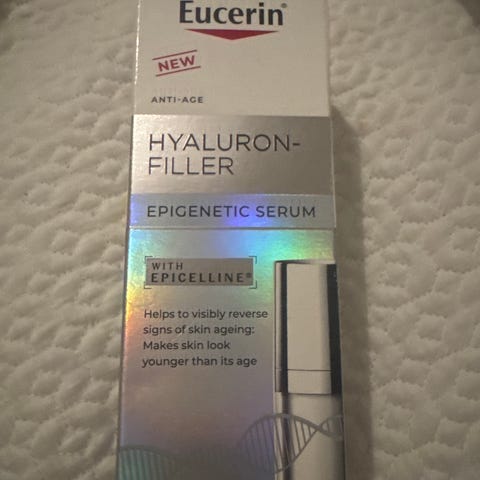 Eucerin®
NEW
ANTI-AGE
HYALURON-
FILLER
EPIGENETIC SERUM
WITH
EPICELLINE®
Helps to visibly reverse
signs of skin ageing:
Makes skin look
younger than its age